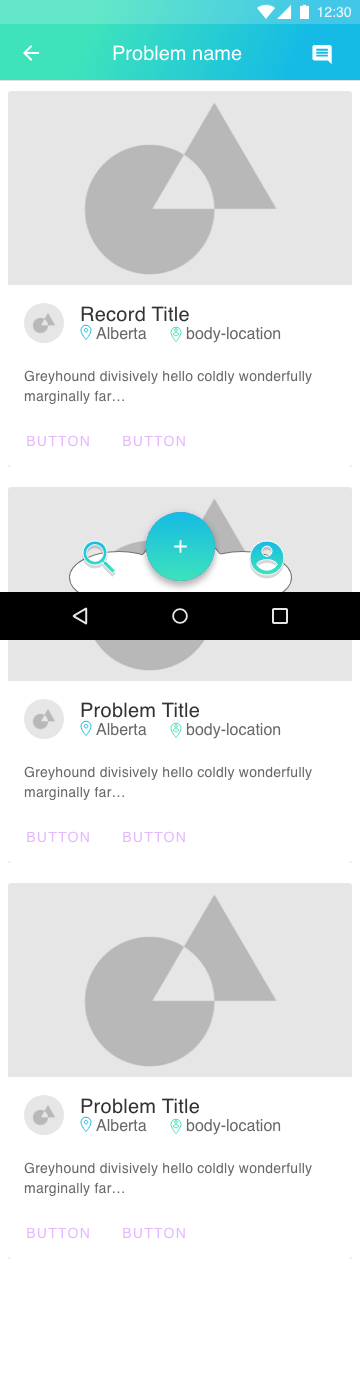 12:30
Problem name
Record Title
Alberta body-location
Greyhound divisively hello coldly wonderfully
marginally far…
BUTTON BUTTON
Problem Title
Alberta body-location
Greyhound divisively hello coldly wonderfully
marginally far…
BUTTON BUTTON
Problem Title
Alberta body-location
Greyhound divisively hello coldly wonderfully
marginally far…
BUTTON BUTTON